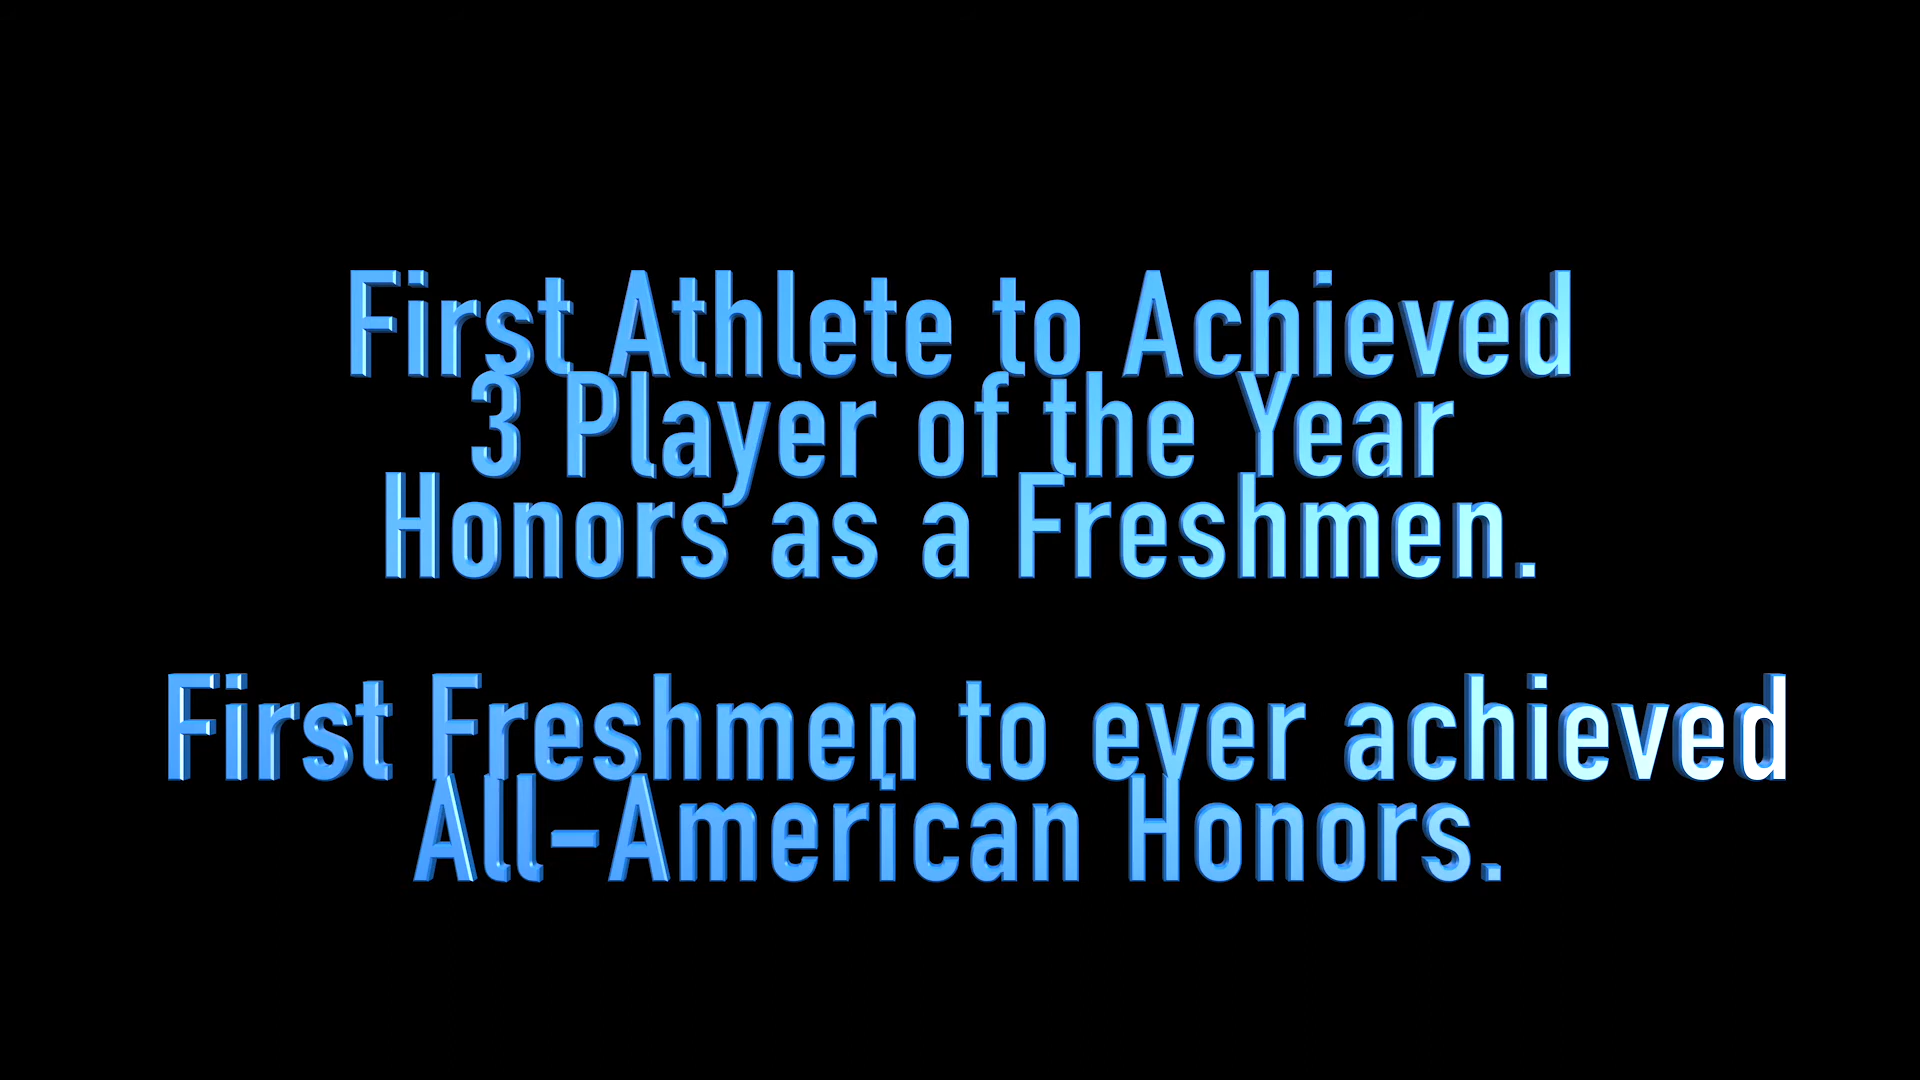 First Athlete to Achieved
3 Player of the Year
Honors as a Freshmen.
First Freshmen to ever achieved
All-American Honors.